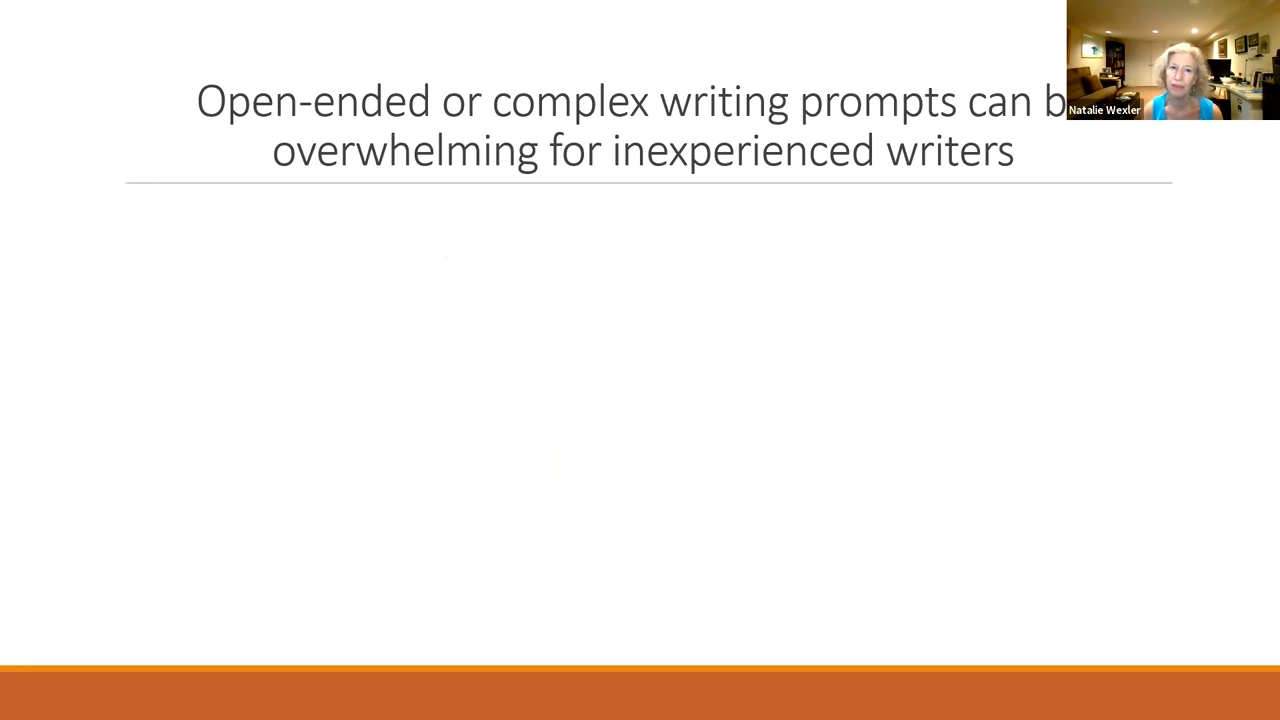 Open-ended or complex writing prompts can b
overwhelming for inexperienced writers
Natalie Wexler